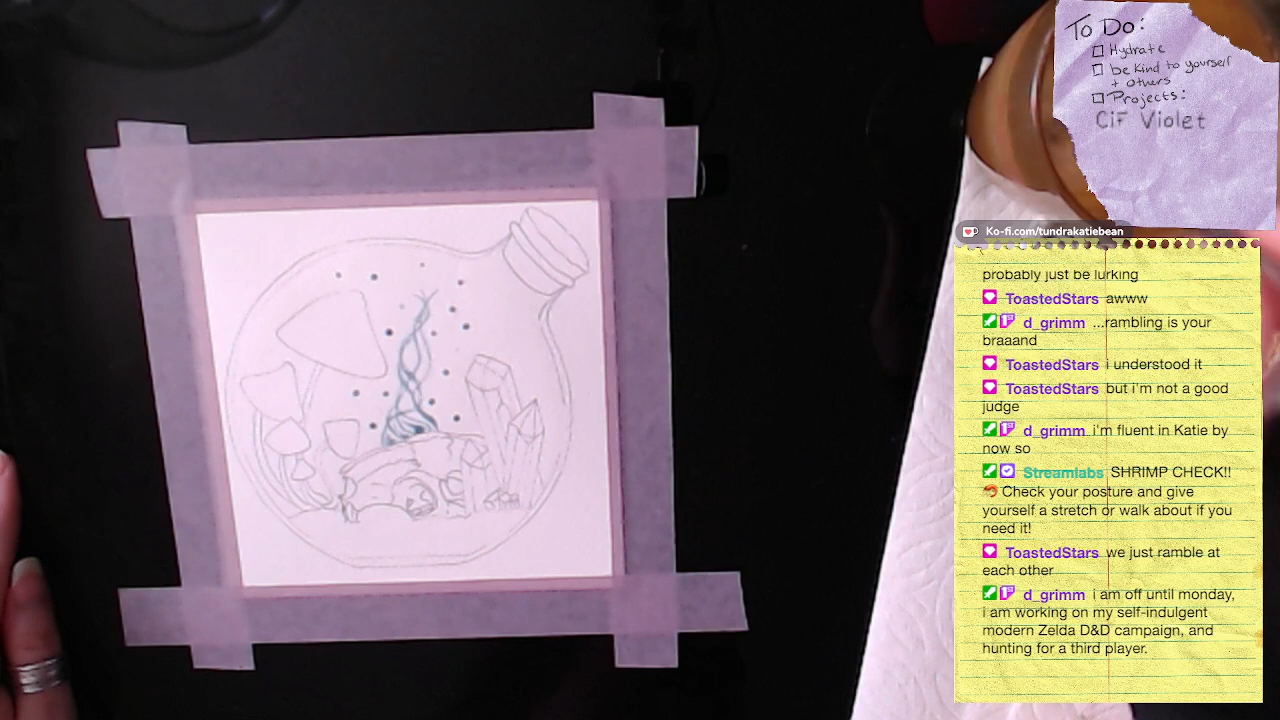 To Do:
Hydrate
be kind to yourself
+ others
Projects:
CiF Violet
Ko-fi.com/tundrakatiebean
probably just be lurking
ToastedStars awww
d_grimm ...rambling is your
braaand
ToastedStars i understood it
ToastedStars but i'm not a good
judge
d_grimm i'm fluent in Katie by
now so
Streamlabs SHRIMP CHECK!!
🦐 Check your posture and give
yourself a stretch or walk about if you
need it!
ToastedStars we just ramble at
each other
d_grimm i am off until monday,
i am working on my self-indulgent
modern Zelda D&D campaign, and
hunting for a third player.